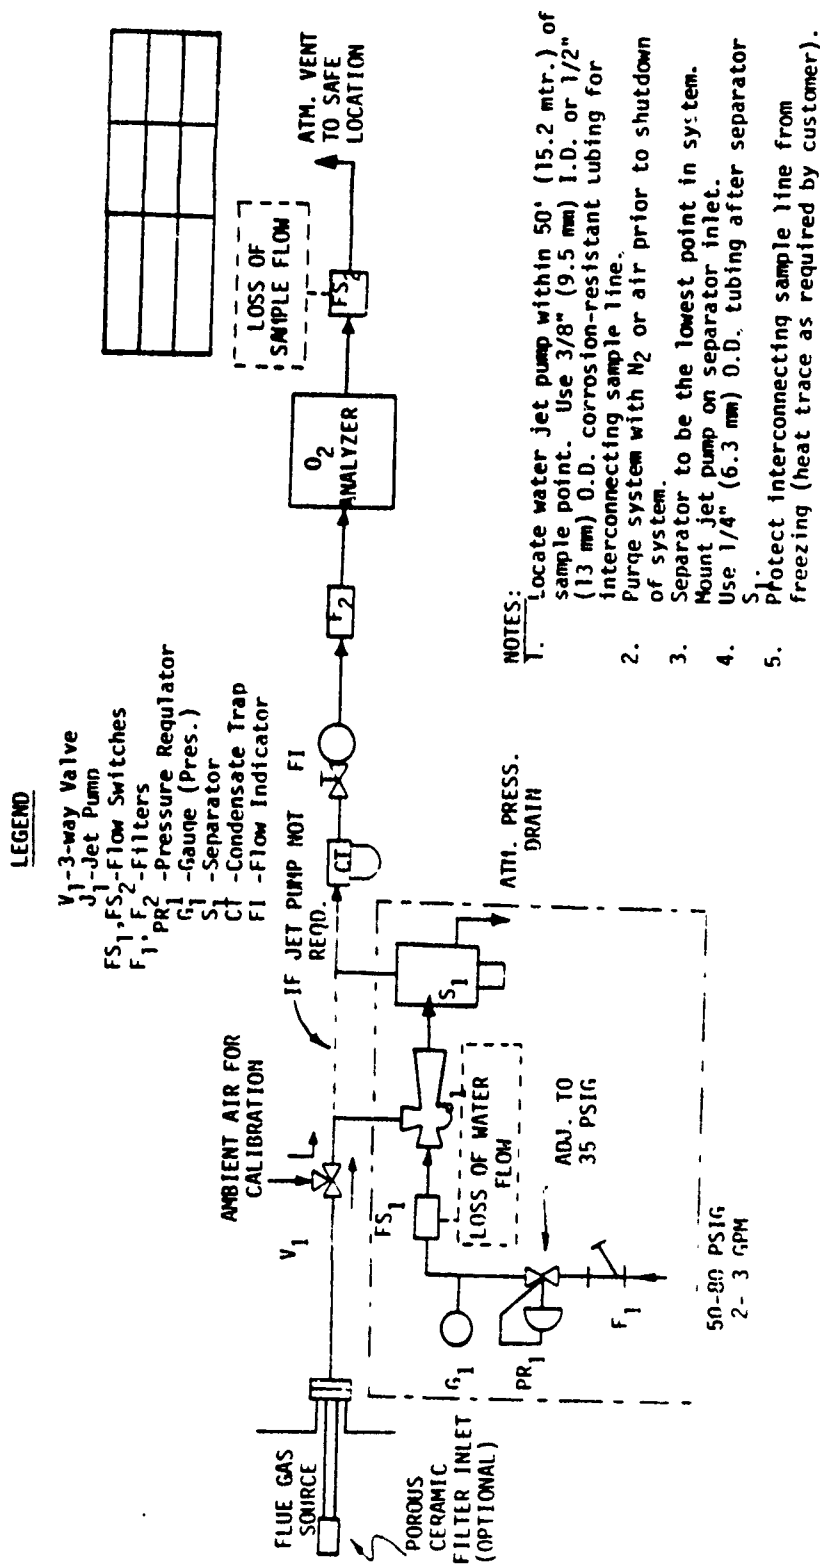 LEGEND
V1-3-way Valve
J1-Jet Pump
FS1,FS2-Flow Switches
F1, F2-Filters
PR1-Pressure Regulator
G1-Gauge (Pres.)
S1-Separator
CT-Condensate Trap
FI-Flow Indicator
FLUE GAS
SOURCE
POROUS
CERAMIC
FILTER INLET
(OPTIONAL)
V1
AMBIENT AIR FOR
CALIBRATION
IF JET PUMP NOT
REQD.
CT
FI
F2
O2
ANALYZER
LOSS OF
SAMPLE FLOW
FS2
ATM. VENT
TO SAFE
LOCATION
G1
PR1
F1
FS1
LOSS OF WATER
FLOW
J1
S1
ADJ. TO
35 PSIG
50-80 PSIG
2-3 GPM
ATM. PRESS.
DRAIN
NOTES:
1. Locate water jet pump within 50' (15.2 mtr.) of
sample point. Use 3/8" (9.5 mm) I.D. or 1/2"
(13 mm) O.D. corrosion-resistant tubing for
interconnecting sample line.
2. Purge system with N2 or air prior to shutdown
of system.
3. Separator to be the lowest point in system.
Mount jet pump on separator inlet.
4. Use 1/4" (6.3 mm) O.D. tubing after separator
S1.
5. Protect interconnecting sample line from
freezing (heat trace as required by customer).